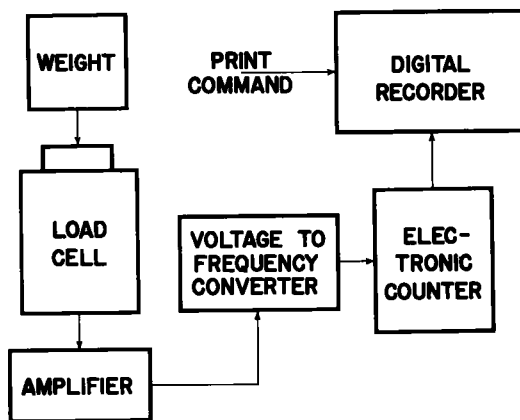 WEIGHT
PRINT
COMMAND
DIGITAL
RECORDER
LOAD
CELL
VOLTAGE TO
FREQUENCY
CONVERTER
ELEC-
TRONIC
COUNTER
AMPLIFIER